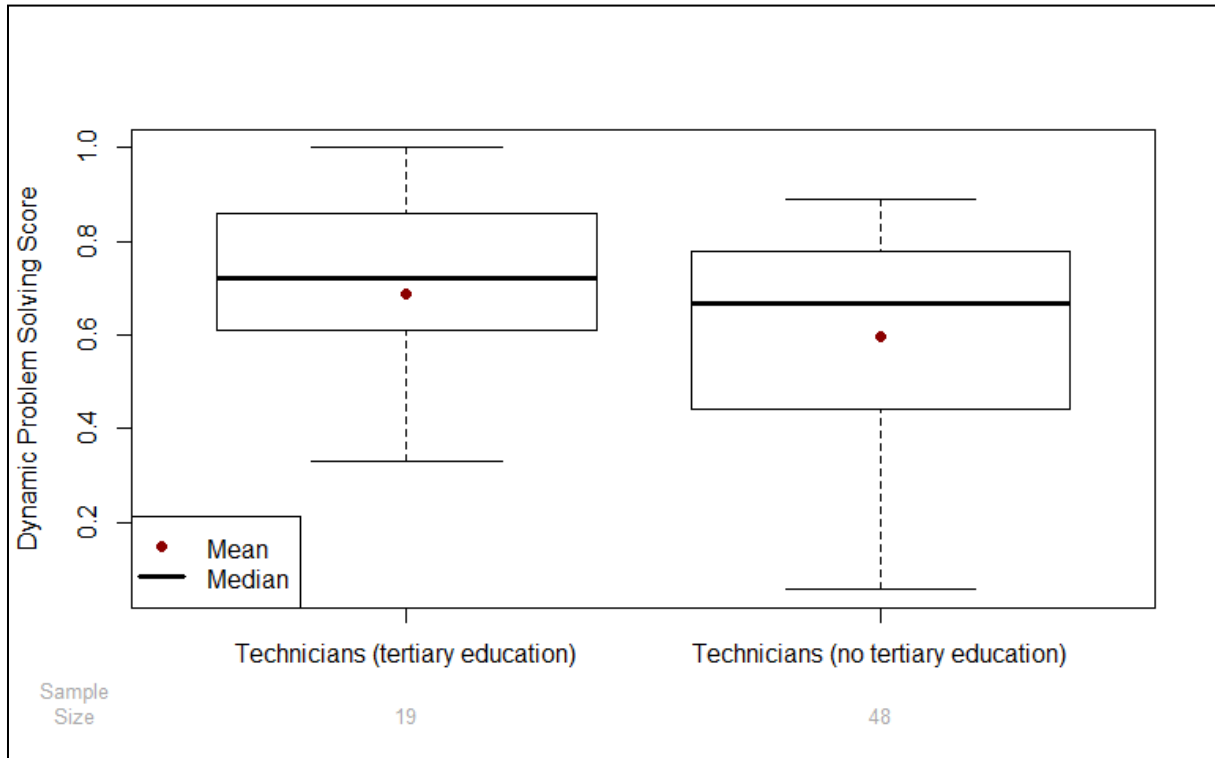 Dynamic Problem Solving Score
1.0
0.8
0.6
0.4
0.2
Mean
Median
Technicians (tertiary education)
Technicians (no tertiary education)
Sample
Size
19
48